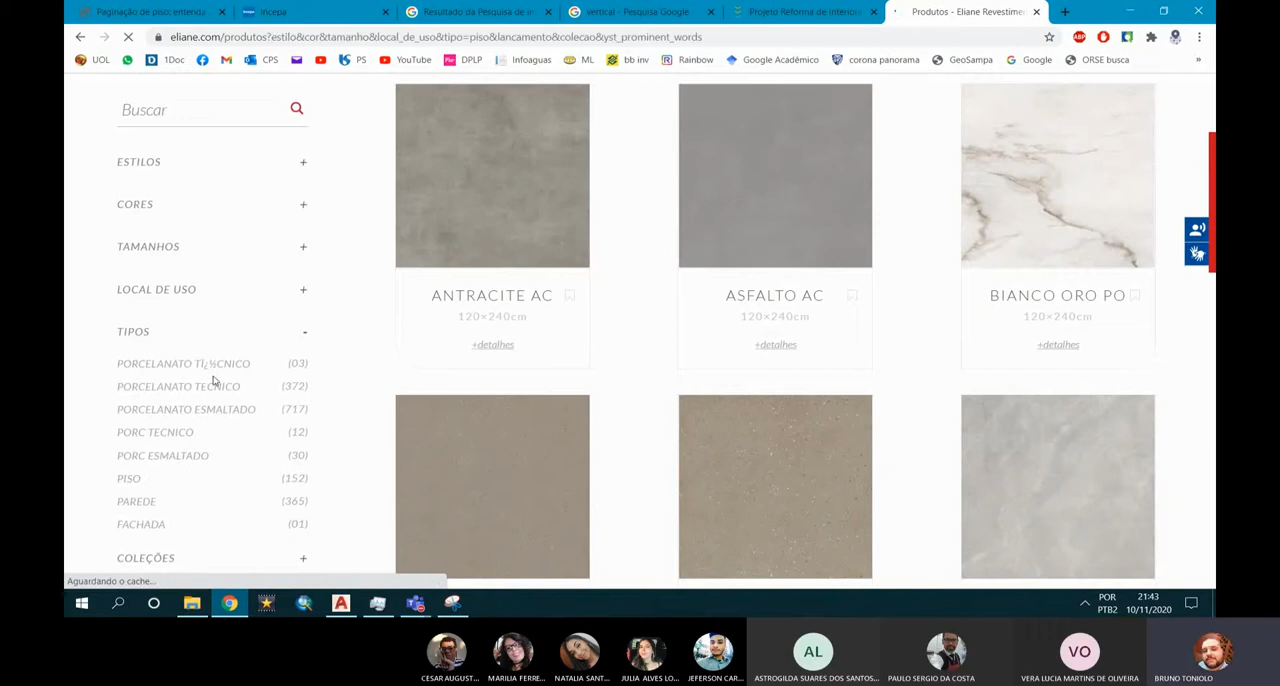 Paginação de piso: entenda
Incepa
Resultado da Pesquisa de im
vertical - Pesquisa Google
Projeto Reforma de Interiore
Produtos - Eliane Revestime
eliane.com/produtos?estilo&cor&tamanho&local_de_uso&tipo=piso&lancamento&colecao&yst_prominent_words
UOL 1Doc CPS PS YouTube DPLP Infoaguas ML bb inv Rainbow Google Acadêmico corona panorama GeoSampa Google ORSE busca »
Buscar
ESTILOS +
CORES +
TAMANHOS +
LOCAL DE USO +
TIPOS -
PORCELANATO Tï¿½CNICO (03)
PORCELANATO TECNICO (372)
PORCELANATO ESMALTADO (717)
PORC TECNICO (12)
PORC ESMALTADO (30)
PISO (152)
PAREDE (365)
FACHADA (01)
COLEÇÕES +
ANTRACITE AC
120×240cm
+detalhes
ASFALTO AC
120×240cm
+detalhes
BIANCO ORO PO
120×240cm
+detalhes
Aguardando o cache...
POR
PTB2
21:43
10/11/2020
CESAR AUGUST...
MARILIA FERRE...
NATALIA SANT...
JULIA ALVES LO...
JEFERSON CAR...
AL
ASTROGILDA SUARES DOS SANTOS...
PAULO SERGIO DA COSTA
VO
VERA LUCIA MARTINS DE OLIVEIRA
BRUNO TONIOLO